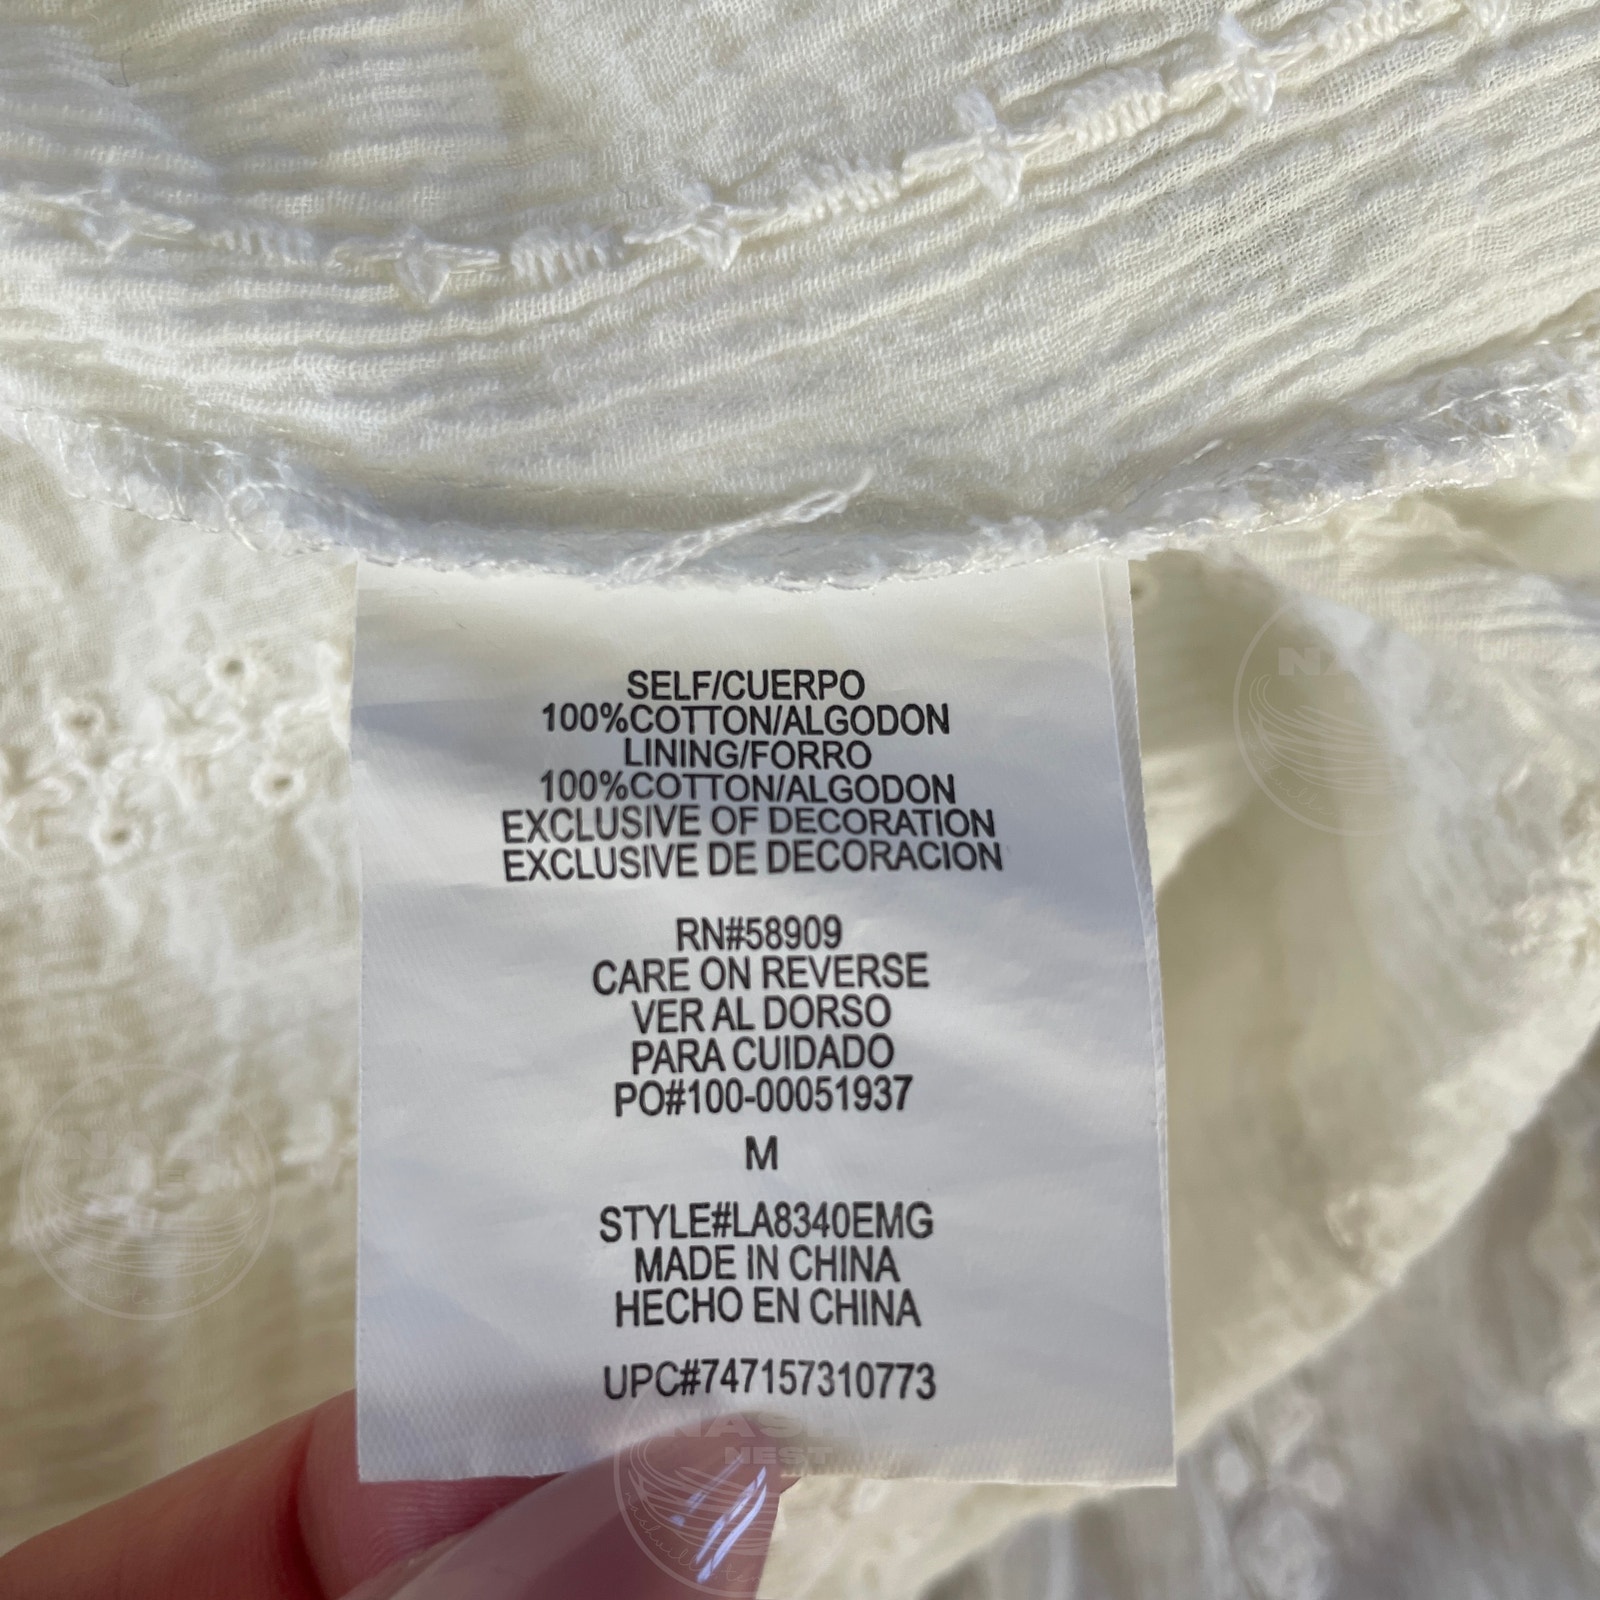 SELF/CUERPO
100%COTTON/ALGODON
LINING/FORRO
100%COTTON/ALGODON
EXCLUSIVE OF DECORATION
EXCLUSIVE DE DECORACION
RN#58909
CARE ON REVERSE
VER AL DORSO
PARA CUIDADO
PO#100-00051937
M
STYLE#LA8340EMG
MADE IN CHINA
HECHO EN CHINA
UPC#747157310773
NASH
NEST